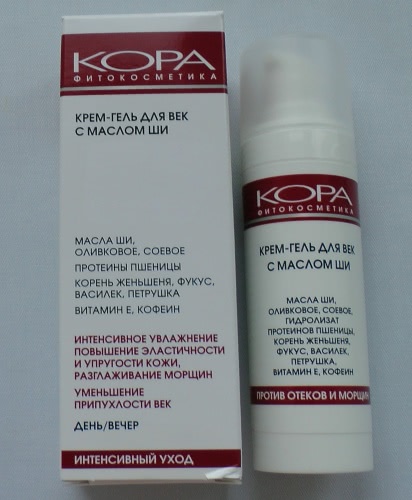 КОРА
ФИТОКОСМЕТИКА
КРЕМ-ГЕЛЬ ДЛЯ ВЕК
С МАСЛОМ ШИ
МАСЛА ШИ,
ОЛИВКОВОЕ, СОЕВОЕ
ПРОТЕИНЫ ПШЕНИЦЫ
КОРЕНЬ ЖЕНЬШЕНЯ, ФУКУС,
ВАСИЛЕК, ПЕТРУШКА
ВИТАМИН Е, КОФЕИН
ИНТЕНСИВНОЕ УВЛАЖНЕНИЕ
ПОВЫШЕНИЕ ЭЛАСТИЧНОСТИ
И УПРУГОСТИ КОЖИ,
РАЗГЛАЖИВАНИЕ МОРЩИН
УМЕНЬШЕНИЕ
ПРИПУХЛОСТИ ВЕК
ДЕНЬ/ВЕЧЕР
ИНТЕНСИВНЫЙ УХОД
КОРА
ФИТОКОСМЕТИКА
КРЕМ-ГЕЛЬ ДЛЯ ВЕК
С МАСЛОМ ШИ
МАСЛА ШИ,
ОЛИВКОВОЕ, СОЕВОЕ,
ГИДРОЛИЗАТ
ПРОТЕИНОВ ПШЕНИЦЫ,
КОРЕНЬ ЖЕНЬШЕНЯ,
ФУКУС, ВАСИЛЕК,
ПЕТРУШКА,
ВИТАМИН Е, КОФЕИН
ПРОТИВ ОТЕКОВ И МОРЩИН